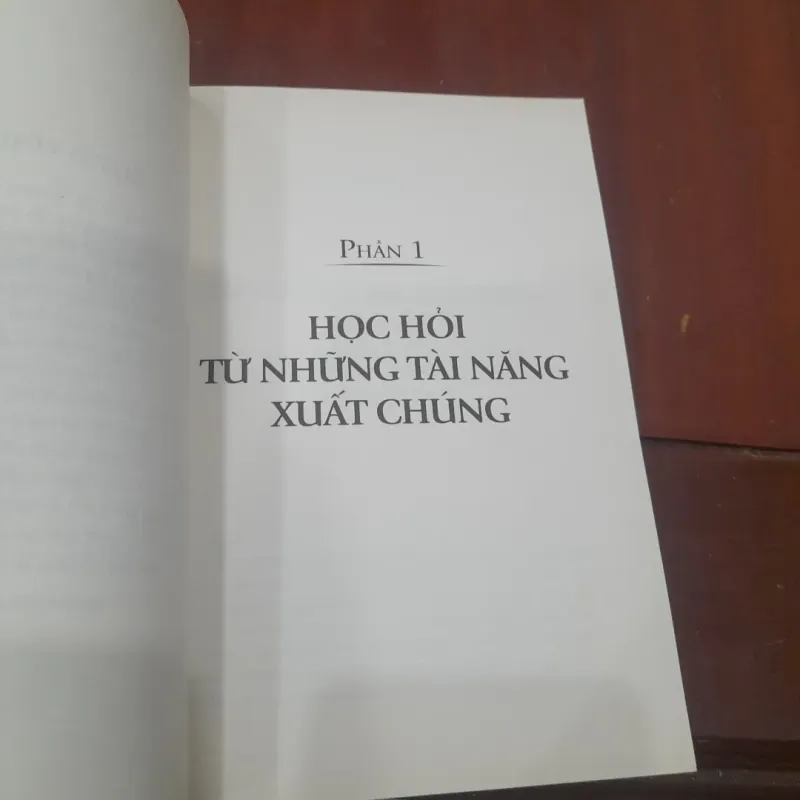 PHẦN 1
HỌC HỎI
TỪ NHỮNG TÀI NĂNG
XUẤT CHÚNG